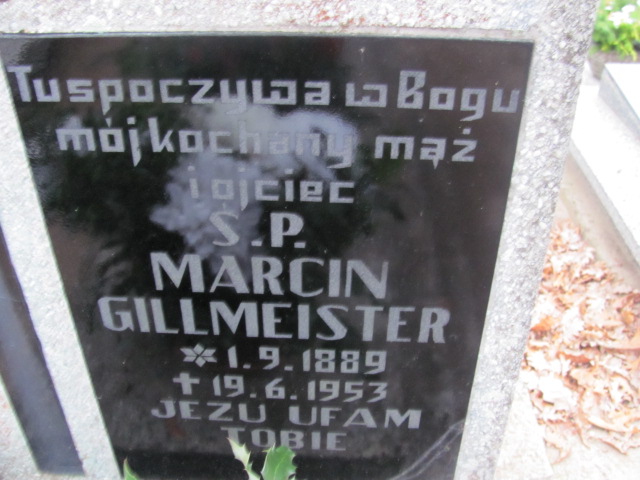 Tu spoczywa w Bogu
mój kochany mąż
i ojciec
S.P.
MARCIN
GILLMEISTER
* 1.9.1889
† 19.6.1953
JEZU UFAM
TOBIE